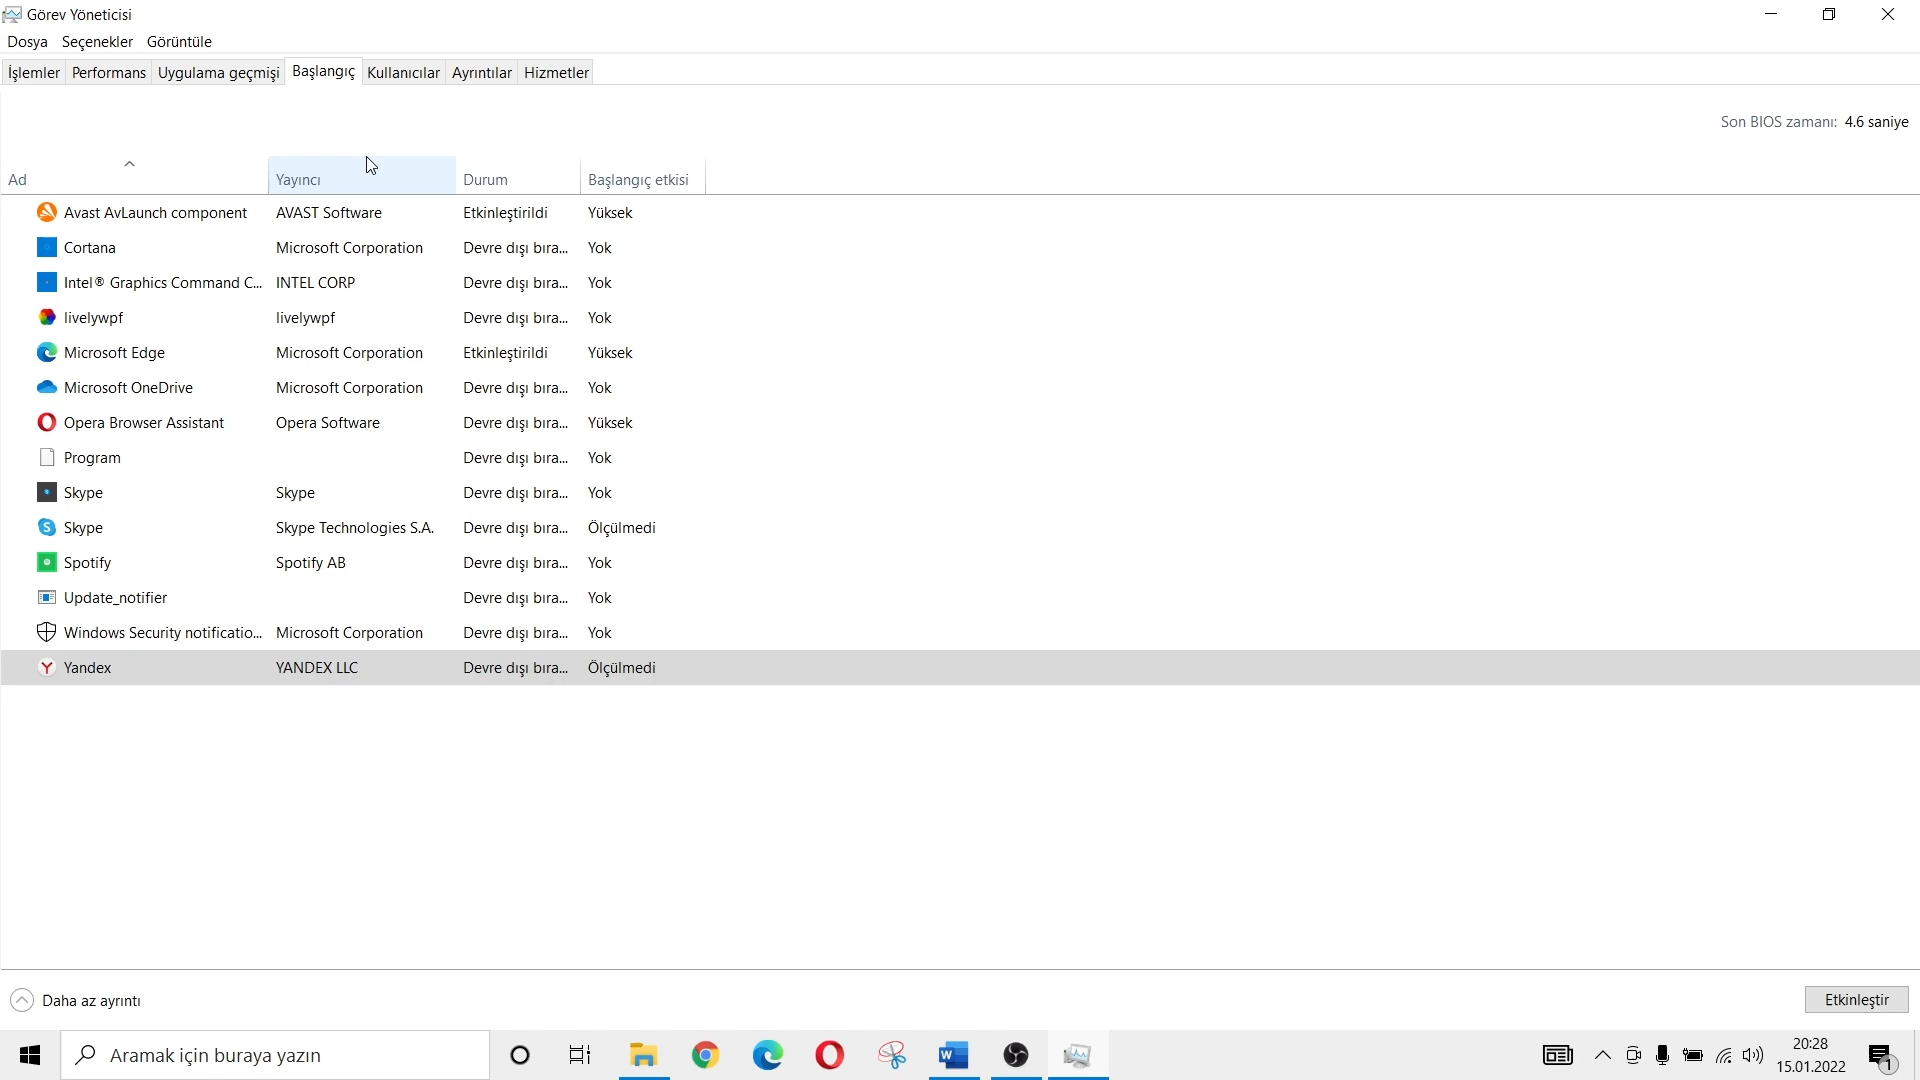 Görev Yöneticisi
Dosya Seçenekler Görüntüle
İşlemler Performans Uygulama geçmişi Başlangıç Kullanıcılar Ayrıntılar Hizmetler
Son BIOS zamanı: 4.6 saniye
Ad Yayıncı Durum Başlangıç etkisi
Avast AvLaunch component AVAST Software Etkinleştirildi Yüksek
Cortana Microsoft Corporation Devre dışı bıra... Yok
Intel® Graphics Command C... INTEL CORP Devre dışı bıra... Yok
livelywpf livelywpf Devre dışı bıra... Yok
Microsoft Edge Microsoft Corporation Etkinleştirildi Yüksek
Microsoft OneDrive Microsoft Corporation Devre dışı bıra... Yok
Opera Browser Assistant Opera Software Devre dışı bıra... Yüksek
Program Devre dışı bıra... Yok
Skype Skype Devre dışı bıra... Yok
Skype Skype Technologies S.A. Devre dışı bıra... Ölçülmedi
Spotify Spotify AB Devre dışı bıra... Yok
Update_notifier Devre dışı bıra... Yok
Windows Security notificatio... Microsoft Corporation Devre dışı bıra... Yok
Yandex YANDEX LLC Devre dışı bıra... Ölçülmedi
Daha az ayrıntı
Etkinleştir
Aramak için buraya yazın
20:28
15.01.2022
1